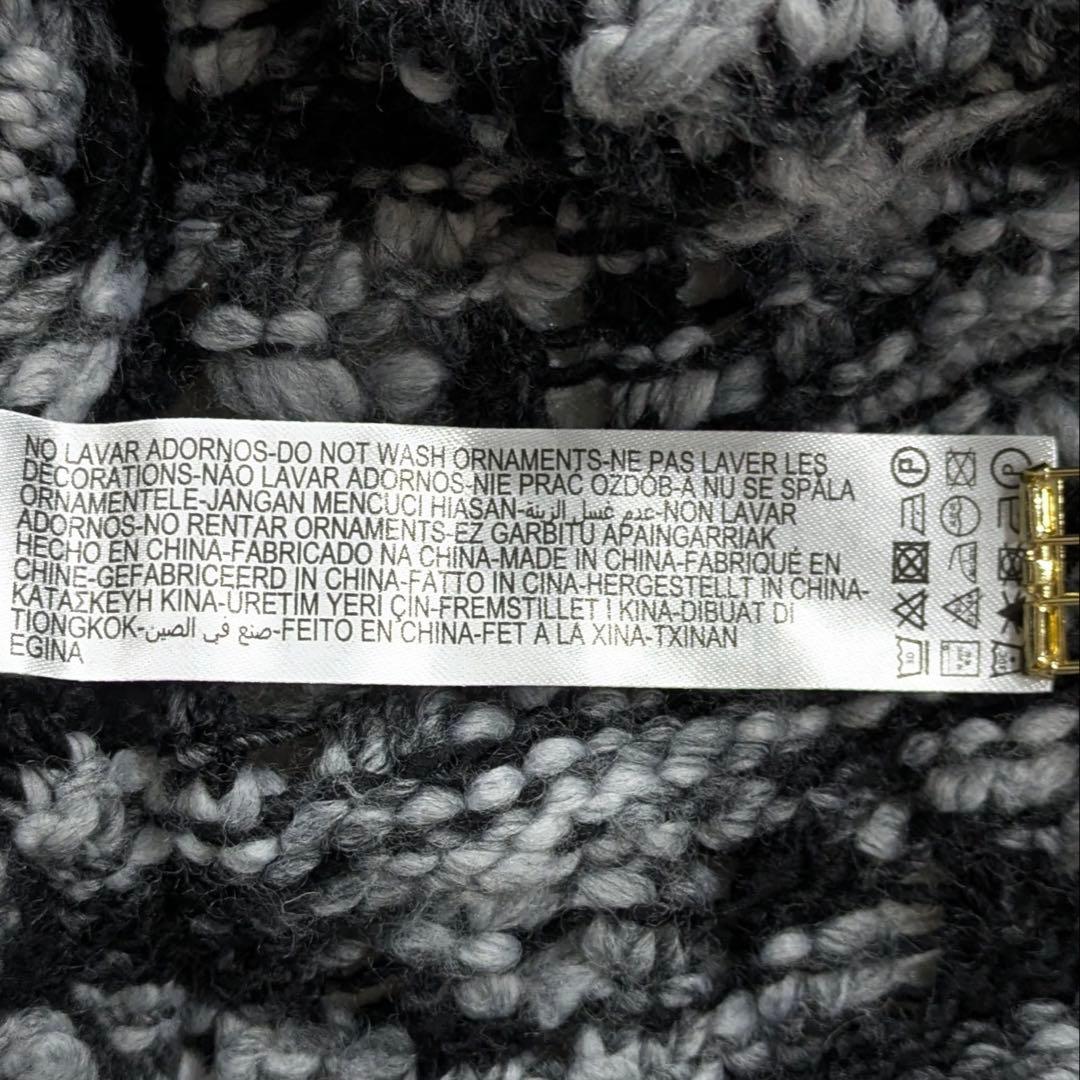 NO LAVAR ADORNOS-DO NOT WASH ORNAMENTS-NE PAS LAVER LES
DÉCORATIONS-NÃO LAVAR ADORNOS-NIE PRAĆ OZDÓB-A NU SE SPĂLA
ORNAMENTELE-JANGAN MENCUCI HIASAN-عدم غسل الزينة-NON LAVAR
ADORNOS-NO RENTAR ORNAMENTS-EZ GARBITU APAINGARRIAK
HECHO EN CHINA-FABRICADO NA CHINA-MADE IN CHINA-FABRIQUÉ EN
CHINE-GEFABRICEERD IN CHINA-FATTO IN CINA-HERGESTELLT IN CHINA-
ΚΑΤΑΣΚΕΥΗ ΚΙΝΑ-ÜRETİM YERİ ÇİN-FREMSTILLET I KINA-DIBUAT DI
TIONGKOK-صنع في الصين-FEITO EN CHINA-FET A LA XINA-TXINAN
EGINA
P
P